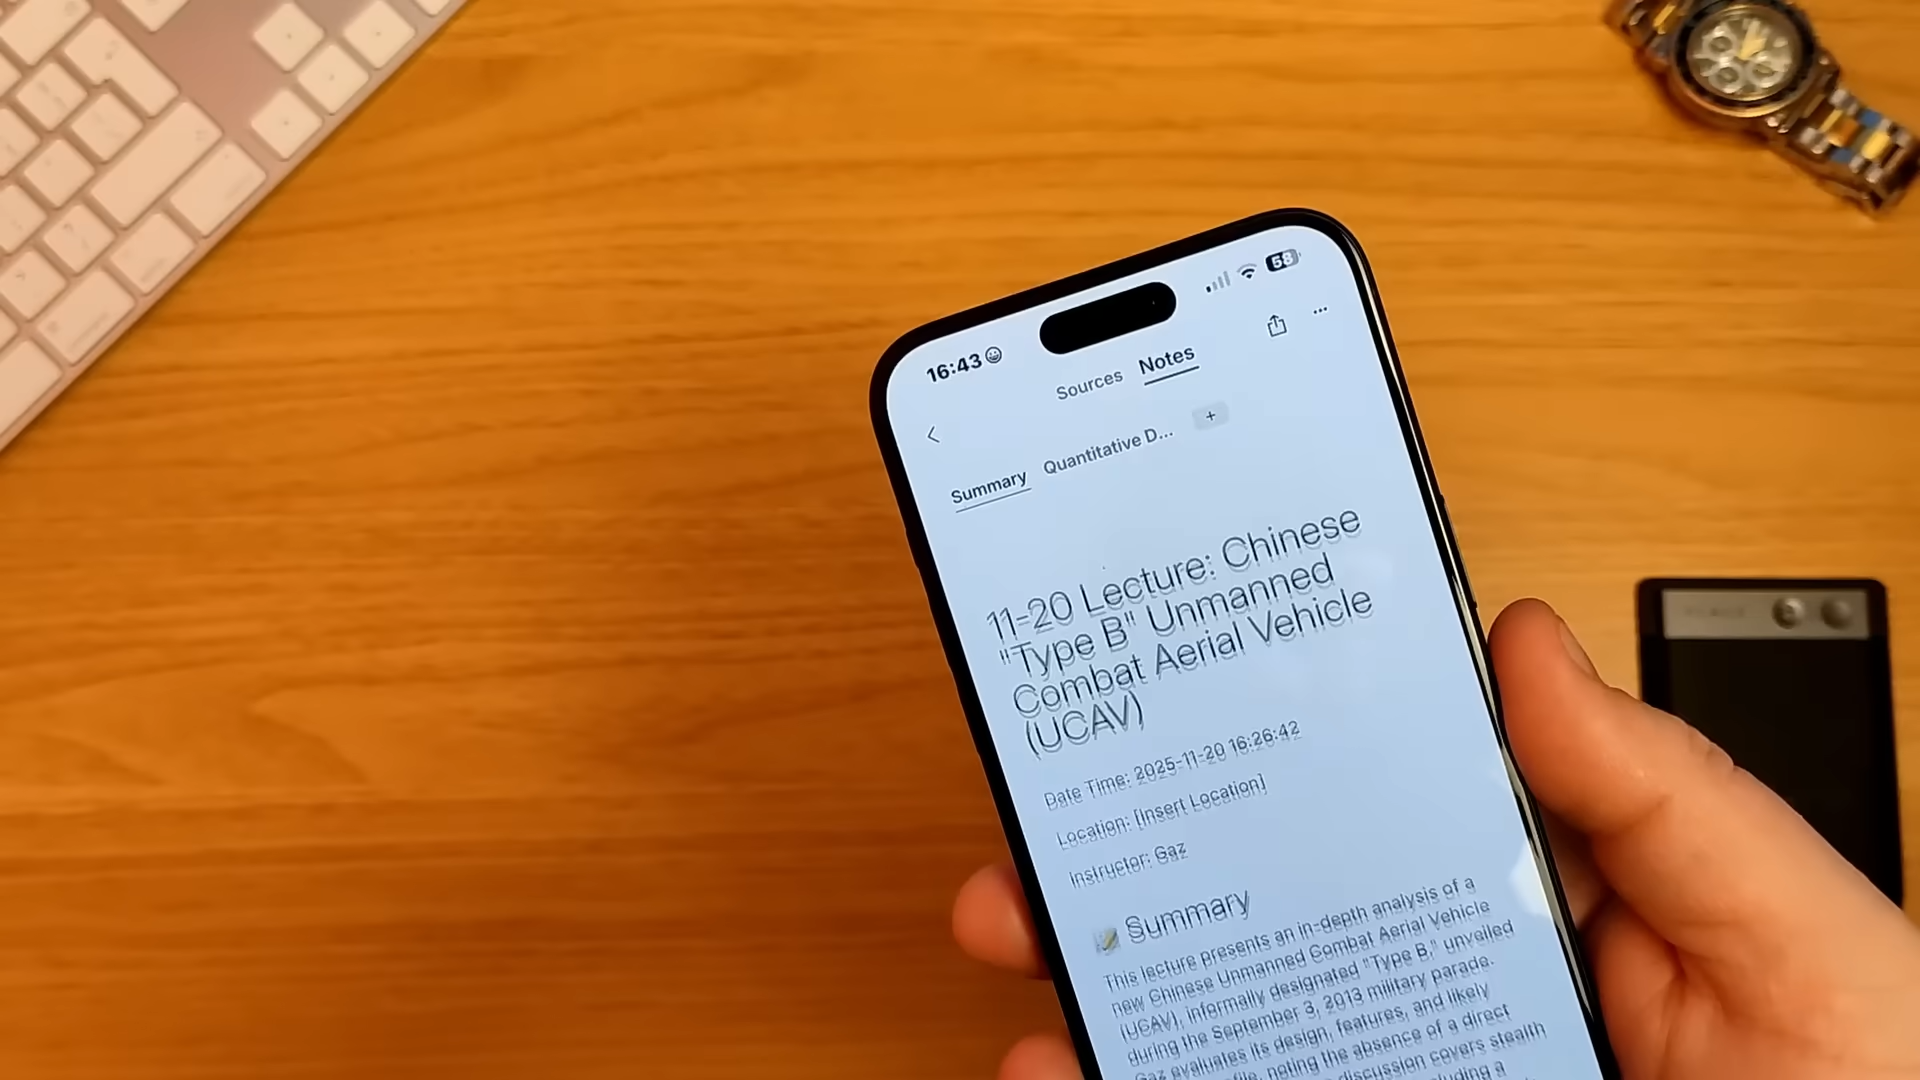 16:43
58
Sources Notes
Summary Quantitative D...
+
11-20 Lecture: Chinese
"Type B" Unmanned
Combat Aerial Vehicle
(UCAV)
Date Time: 2025-11-20 16:26:42
Location: [Insert Location]
Instructor: Gaz
Summary
This lecture presents an in-depth analysis of a
new Chinese Unmanned Combat Aerial Vehicle
(UCAV), informally designated "Type B," unveiled
during the September 3, 2013 military parade.
Gaz evaluates its design, features, and likely
noting the absence of a direct
discussion covers stealth